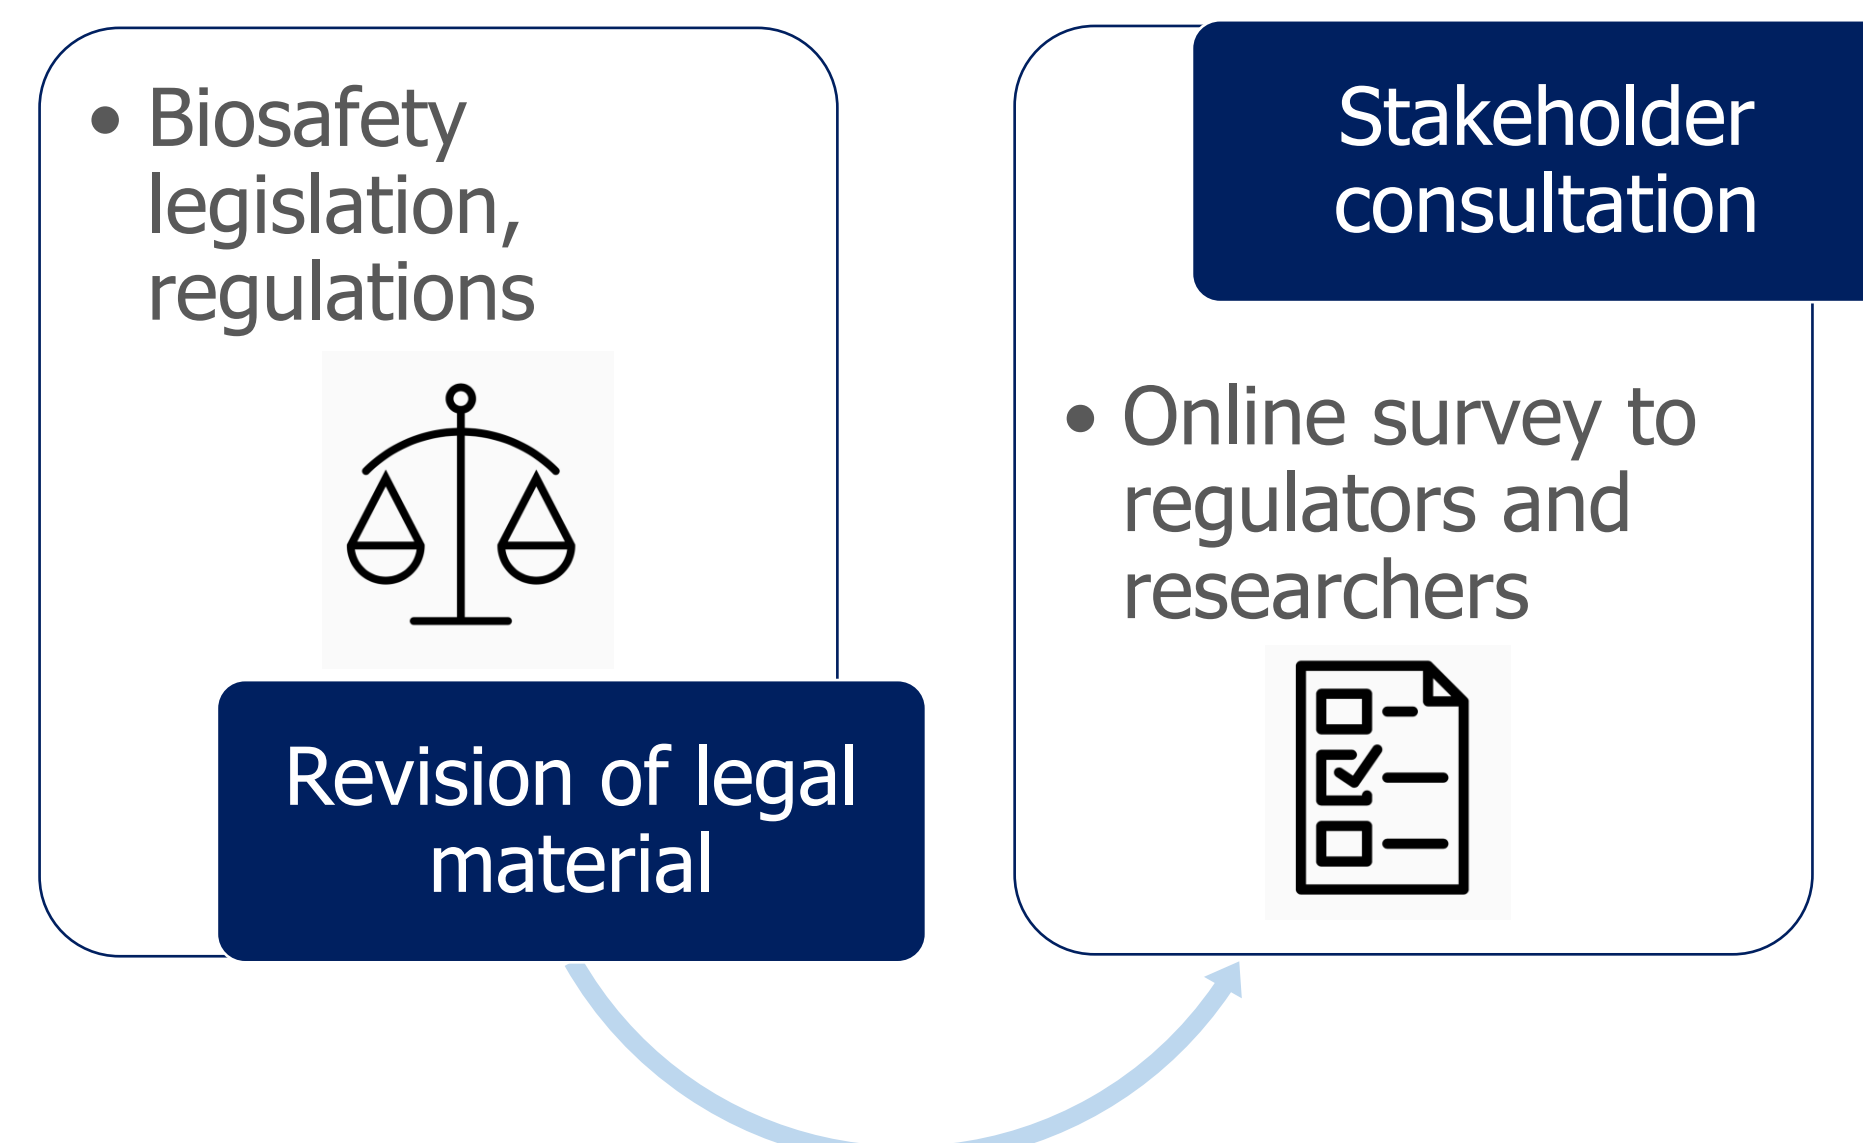 • Biosafety
legislation,
regulations
Revision of legal
material
Stakeholder
consultation
• Online survey to
regulators and
researchers